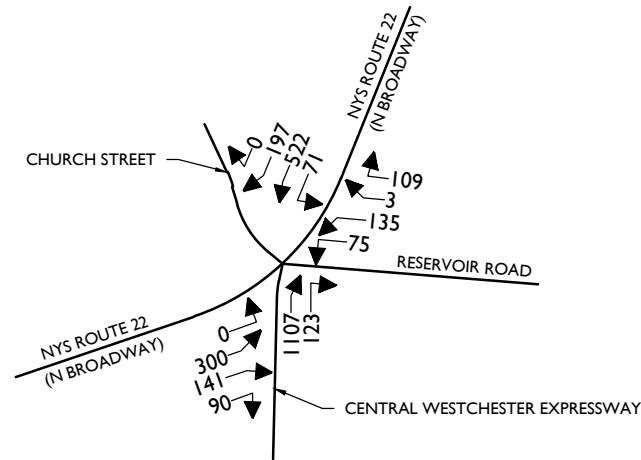 NYS ROUTE 22
(N BROADWAY)
CHURCH STREET
0
197
522
71
109
3
135
75
RESERVOIR ROAD
NYS ROUTE 22
(N BROADWAY)
0
300
141
90
1107
123
CENTRAL WESTCHESTER EXPRESSWAY